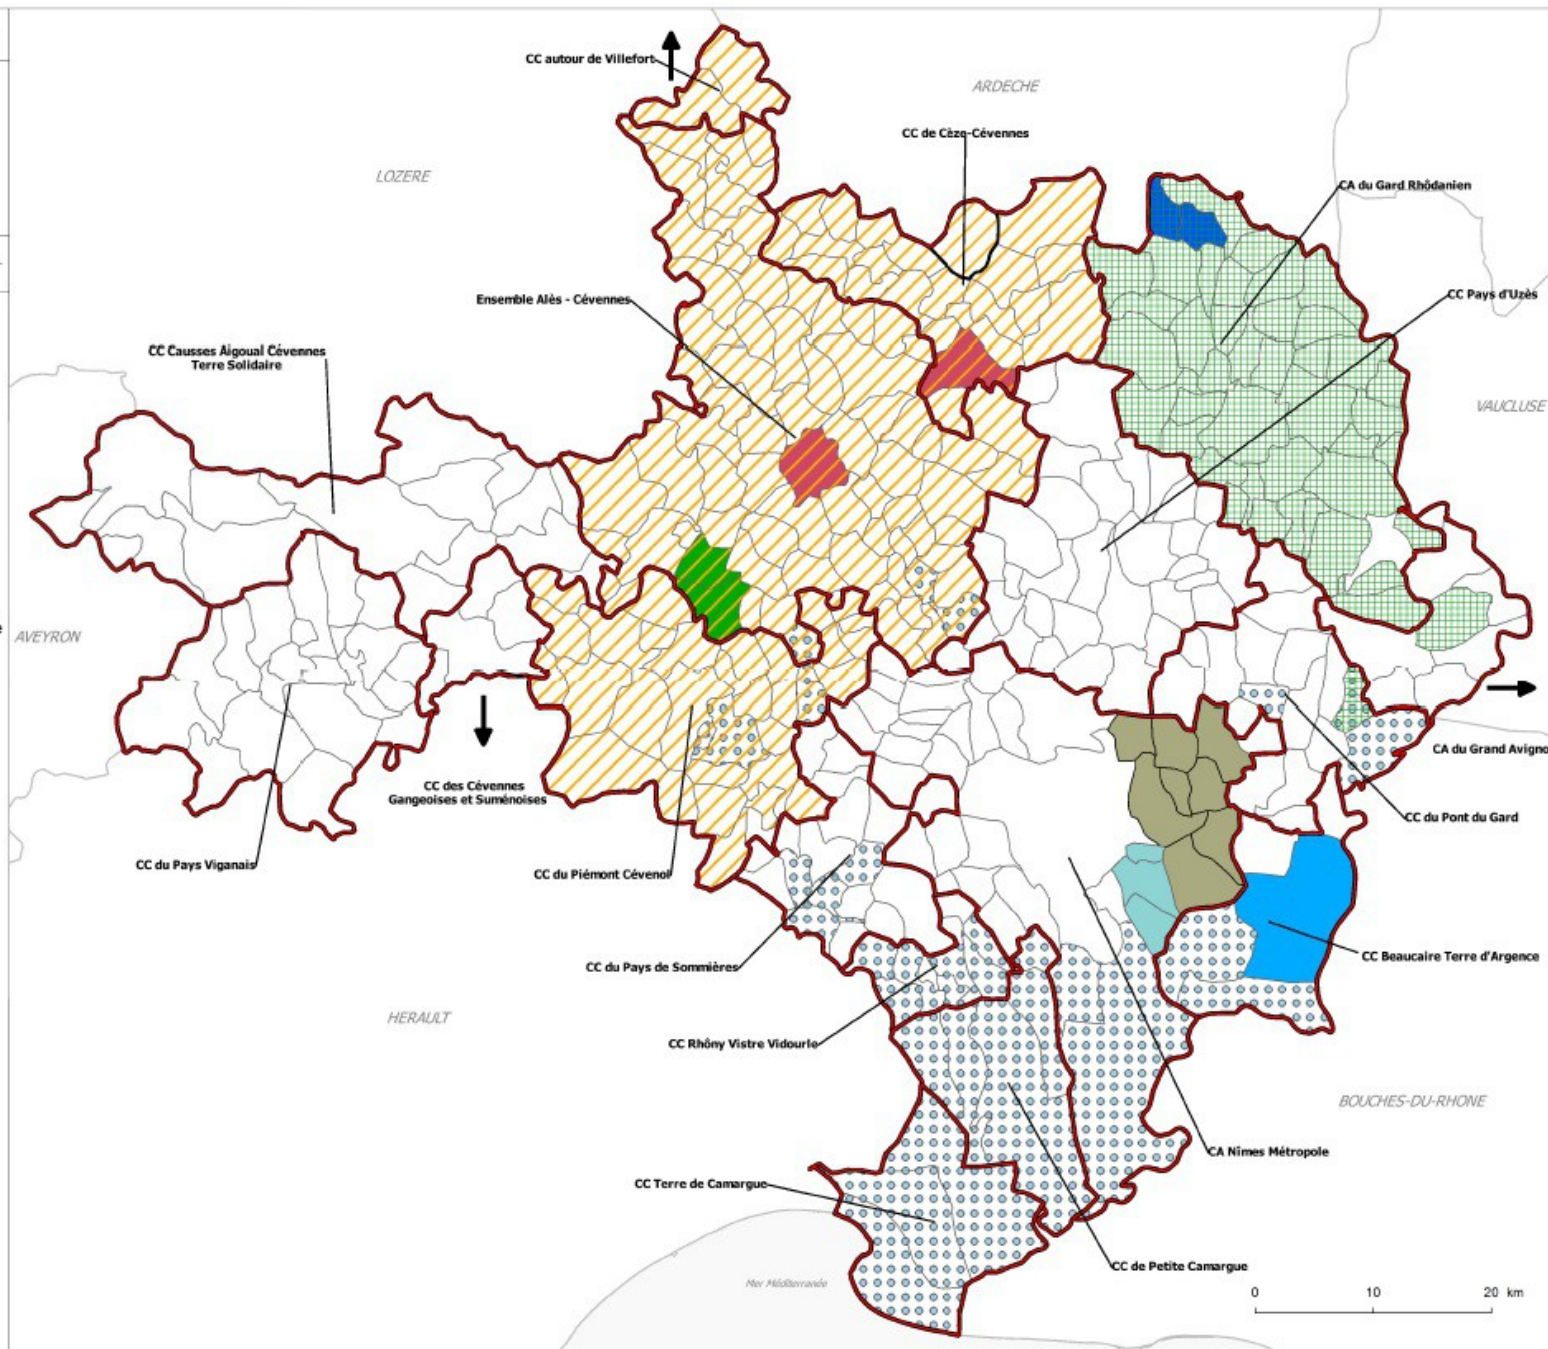 CC autour de Villefort
ARDECHE
CC de Cèze-Cévennes
LOZERE
CA du Gard Rhôdanien
Ensemble Alès - Cévennes
CC Pays d'Uzès
CC Causses Aigoual Cévennes
Terre Solidaire
VAUCLUSE
AVEYRON
CA du Grand Avigno
CC des Cévennes
Gangeoises et Suménoises
CC du Pont du Gard
CC du Pays Viganais
CC du Piémont Cévenol
CC du Pays de Sommières
CC Beaucaire Terre d'Argence
HERAULT
CC Rhôny Vistre Vidourle
BOUCHES-DU-RHONE
CA Nîmes Métropole
CC Terre de Camargue
CC de Petite Camargue
Mer Méditerranée
0 10 20 km